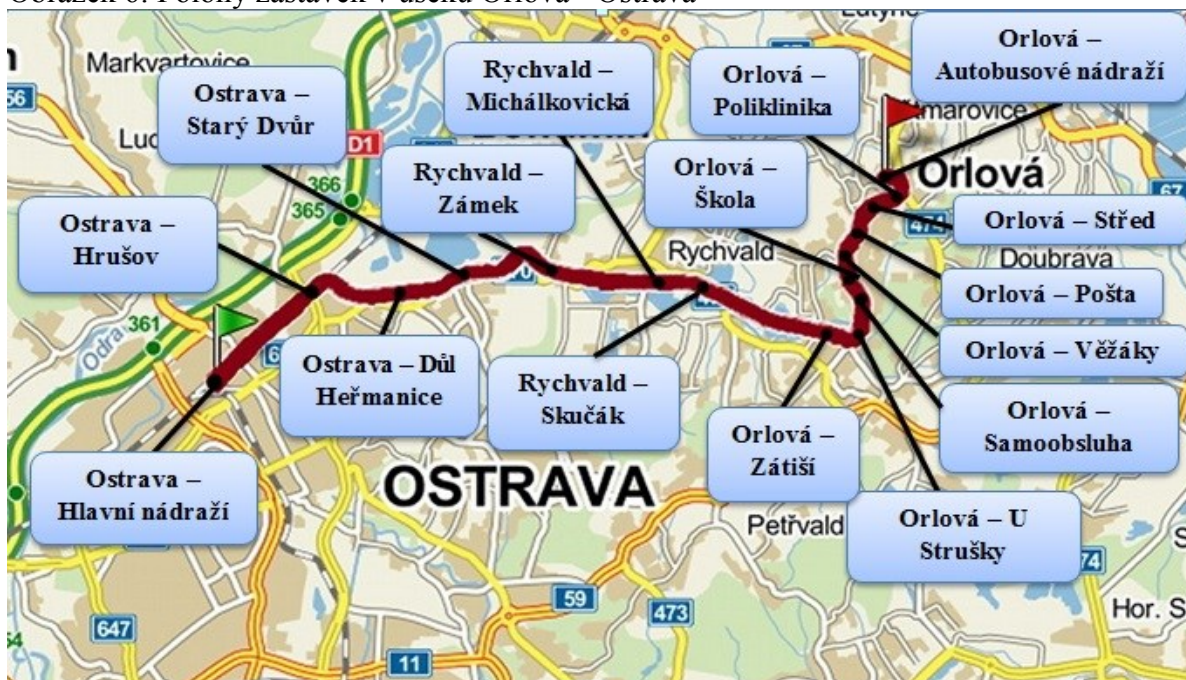 Markvartovice
56
Ostrava –
Starý Dvůr
Rychvald –
Michálkovická
Orlová
Poliklinika
Orlová –
Autobusové nádraží
D1
366
365
Rychvald –
Zámek
Orlová –
Škola
Orlová
67
Ostrava –
Hrušov
Rychvald
474
Orlová – Střed
Doubrava
Orlová – Pošta
361
Odra
Ostrava – Důl
Heřmanice
Rychvald –
Skučák
Orlová – Věžáky
Orlová –
Zátiší
Orlová –
Samoobsluha
Ostrava –
Hlavní nádraží
OSTRAVA
Petřvald
Orlová – U
Strušky
59
473
647
11
Hor. S